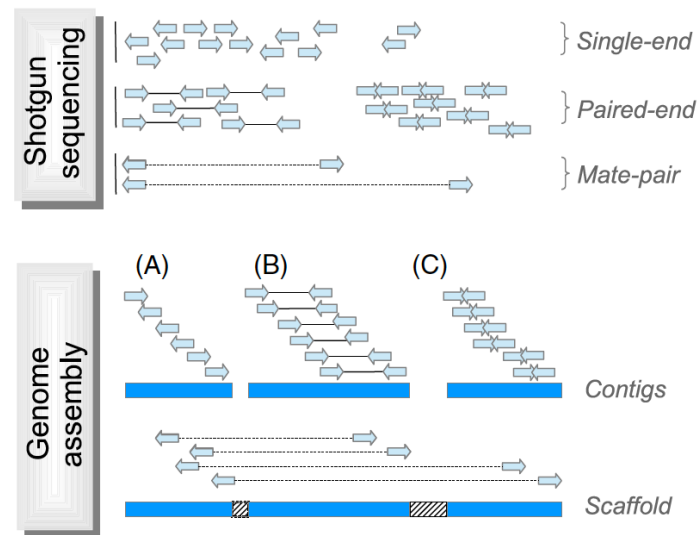 Shotgun
sequencing
Single-end
Paired-end
Mate-pair
Genome
assembly
(A) (B) (C)
Contigs
Scaffold